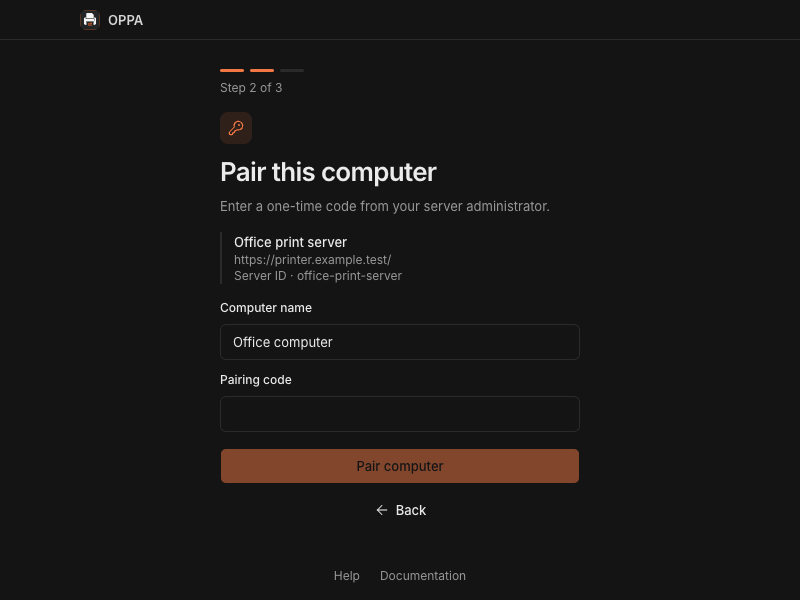 OPPA
Step 2 of 3
Pair this computer
Enter a one-time code from your server administrator.
Office print server
https://printer.example.test/
Server ID · office-print-server
Computer name
Office computer
Pairing code
Pair computer
← Back
Help Documentation